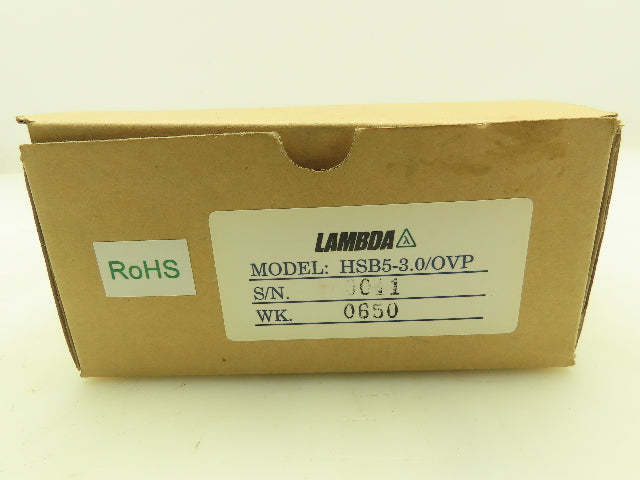 RoHS
LAMBDA
MODEL: HSB5-3.0/OVP
S/N.
WK. 0650